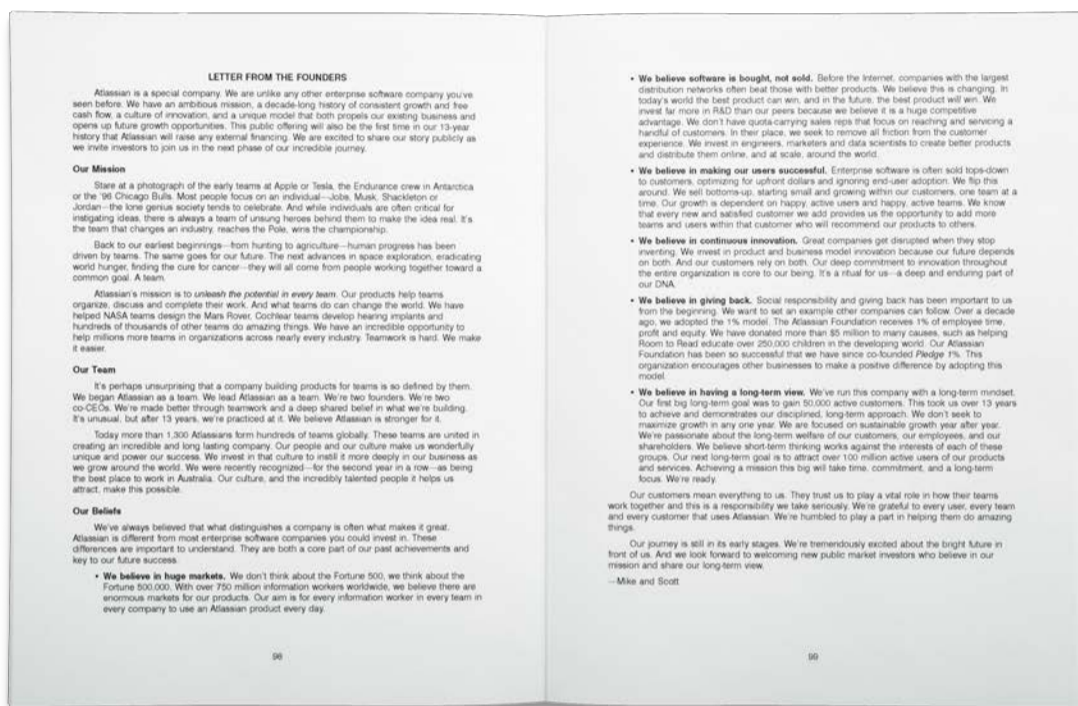 LETTER FROM THE FOUNDERS
Atlassian is a special company. We are unlike any other enterprise software company you've
seen before. We have an ambitious mission, a decade-long history of consistent growth and free
cash flow, a culture of innovation, and a unique model that both propels our existing business and
opens up future growth opportunities. This public offering will also be the first time in our 13-year
history that Atlassian will raise any external financing. We are excited to share our story publicly as
we invite investors to join us in the next phase of our incredible journey.
Our Mission
Stare at a photograph of the early teams at Apple or Tesla, the Endurance crew in Antarctica
or the '96 Chicago Bulls. Most people focus on an individual—Jobs, Musk, Shackleton or
Jordan—the lone genius society tends to celebrate. And while individuals are often critical for
instigating ideas, there is always a team of unsung heroes behind them to make the idea real. It's
the team that changes an industry, reaches the Pole, wins the championship.
Back to our earliest beginnings—from hunting to agriculture—human progress has been
driven by teams. The same goes for our future. The next advances in space exploration, eradicating
world hunger, finding the cure for cancer—they will all come from people working together toward a
common goal. A team.
Atlassian's mission is to unleash the potential in every team. Our products help teams
organize, discuss and complete their work. And what teams do can change the world. We have
helped NASA teams design the Mars Rover, Cochlear teams develop hearing implants and
hundreds of thousands of other teams do amazing things. We have an incredible opportunity to
help millions more teams in organizations across nearly every industry. Teamwork is hard. We make
it easier.
Our Team
It's perhaps unsurprising that a company building products for teams is so defined by them.
We began Atlassian as a team. We lead Atlassian as a team. We're two founders. We're two
co-CEOs. We're made better through teamwork and a deep shared belief in what we're building.
It's unusual, but after 13 years, we're practiced at it. We believe Atlassian is stronger for it.
Today more than 1,300 Atlassians form hundreds of teams globally. These teams are united in
creating an incredible and long lasting company. Our people and our culture make us wonderfully
unique and power our success. We invest in that culture to instill it more deeply in our business as
we grow around the world. We were recently recognized—for the second year in a row—as being
the best place to work in Australia. Our culture, and the incredibly talented people it helps us
attract, make this possible.
Our Beliefs
We've always believed that what distinguishes a company is often what makes it great.
Atlassian is different from most enterprise software companies you could invest in. These
differences are important to understand. They are both a core part of our past achievements and
key to our future success.
• We believe in huge markets. We don't think about the Fortune 500, we think about the
Fortune 500,000. With over 750 million information workers worldwide, we believe there are
enormous markets for our products. Our aim is for every information worker in every team in
every company to use an Atlassian product every day.
98
• We believe software is bought, not sold. Before the Internet, companies with the largest
distribution networks often beat those with better products. We believe this is changing. In
today's world the best product can win, and in the future, the best product will win. We
invest far more in R&D than our peers because we believe it is a huge competitive
advantage. We don't have quota-carrying sales reps that focus on reaching and servicing a
handful of customers. In their place, we seek to remove all friction from the customer
experience. We invest in engineers, marketers and data scientists to create better products
and distribute them online, and at scale, around the world.
• We believe in making our users successful. Enterprise software is often sold tops-down
to customers, optimizing for upfront dollars and ignoring end-user adoption. We flip this
around. We sell bottoms-up, starting small and growing within our customers, one team at a
time. Our growth is dependent on happy, active users and happy, active teams. We know
that every new and satisfied customer we add provides us the opportunity to add more
teams and users within that customer who will recommend our products to others.
• We believe in continuous innovation. Great companies get disrupted when they stop
inventing. We invest in product and business model innovation because our future depends
on both. And our customers rely on both. Our deep commitment to innovation throughout
the entire organization is core to our being. It's a ritual for us—a deep and enduring part of
our DNA.
• We believe in giving back. Social responsibility and giving back has been important to us
from the beginning. We want to set an example other companies can follow. Over a decade
ago, we adopted the 1% model. The Atlassian Foundation receives 1% of employee time,
profit and equity. We have donated more than $5 million to many causes, such as helping
Room to Read educate over 250,000 children in the developing world. Our Atlassian
Foundation has been so successful that we have since co-founded Pledge 1%. This
organization encourages other businesses to make a positive difference by adopting this
model.
• We believe in having a long-term view. We've run this company with a long-term mindset.
Our first big long-term goal was to gain 50,000 active customers. This took us over 13 years
to achieve and demonstrates our disciplined, long-term approach. We don't seek to
maximize growth in any one year. We are focused on sustainable growth year after year.
We're passionate about the long-term welfare of our customers, our employees, and our
shareholders. We believe short-term thinking works against the interests of each of these
groups. Our next long-term goal is to attract over 100 million active users of our products
and services. Achieving a mission this big will take time, commitment, and a long-term
focus. We're ready.
Our customers mean everything to us. They trust us to play a vital role in how their teams
work together and this is a responsibility we take seriously. We're grateful to every user, every team
and every customer that uses Atlassian. We're humbled to play a part in helping them do amazing
things.
Our journey is still in its early stages. We're tremendously excited about the bright future in
front of us. And we look forward to welcoming new public market investors who believe in our
mission and share our long-term view.
—Mike and Scott
99